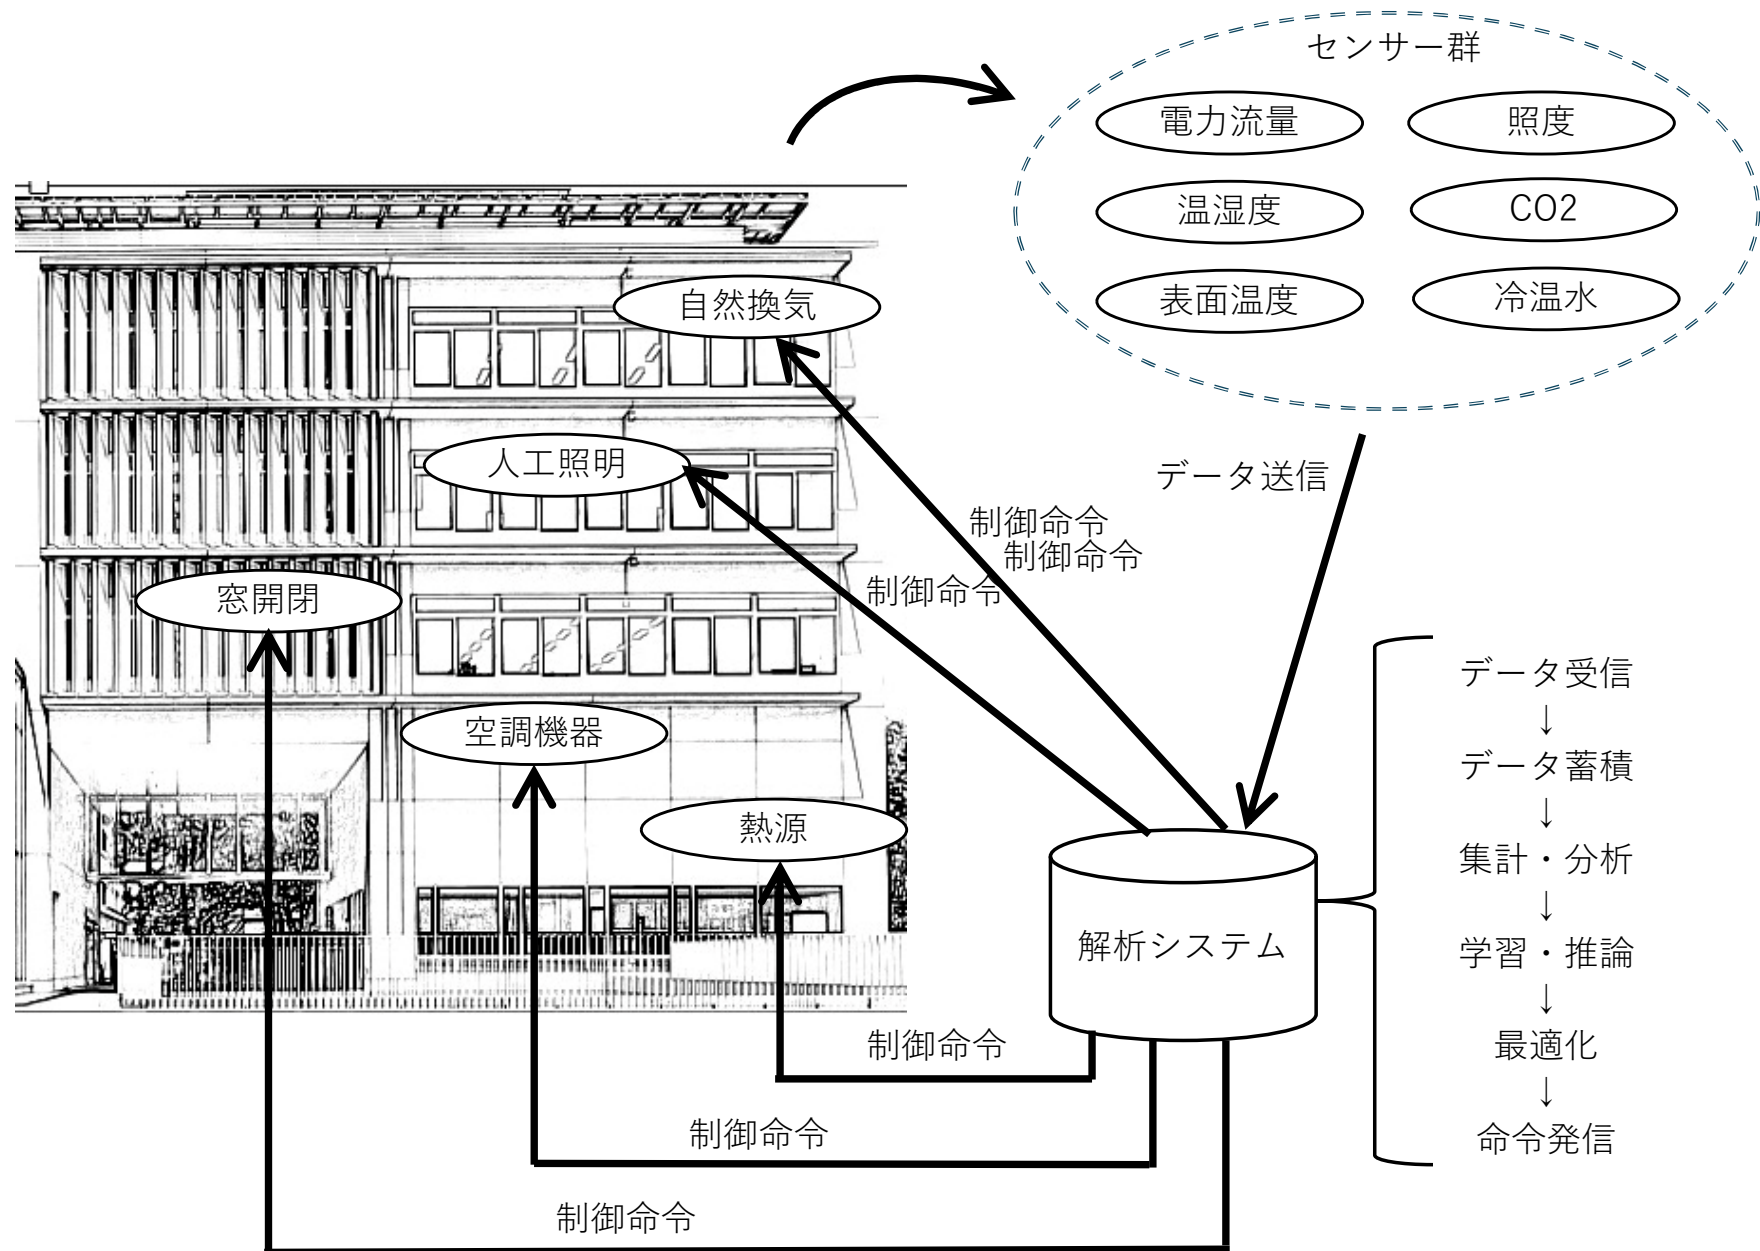 センサー群
電力流量
照度
温湿度
CO2
表面温度
冷温水
自然換気
人工照明
データ送信
制御命令
制御命令
制御命令
窓開閉
空調機器
熱源
解析システム
データ受信
↓
データ蓄積
↓
集計・分析
↓
学習・推論
↓
最適化
↓
命令発信
制御命令
制御命令
制御命令